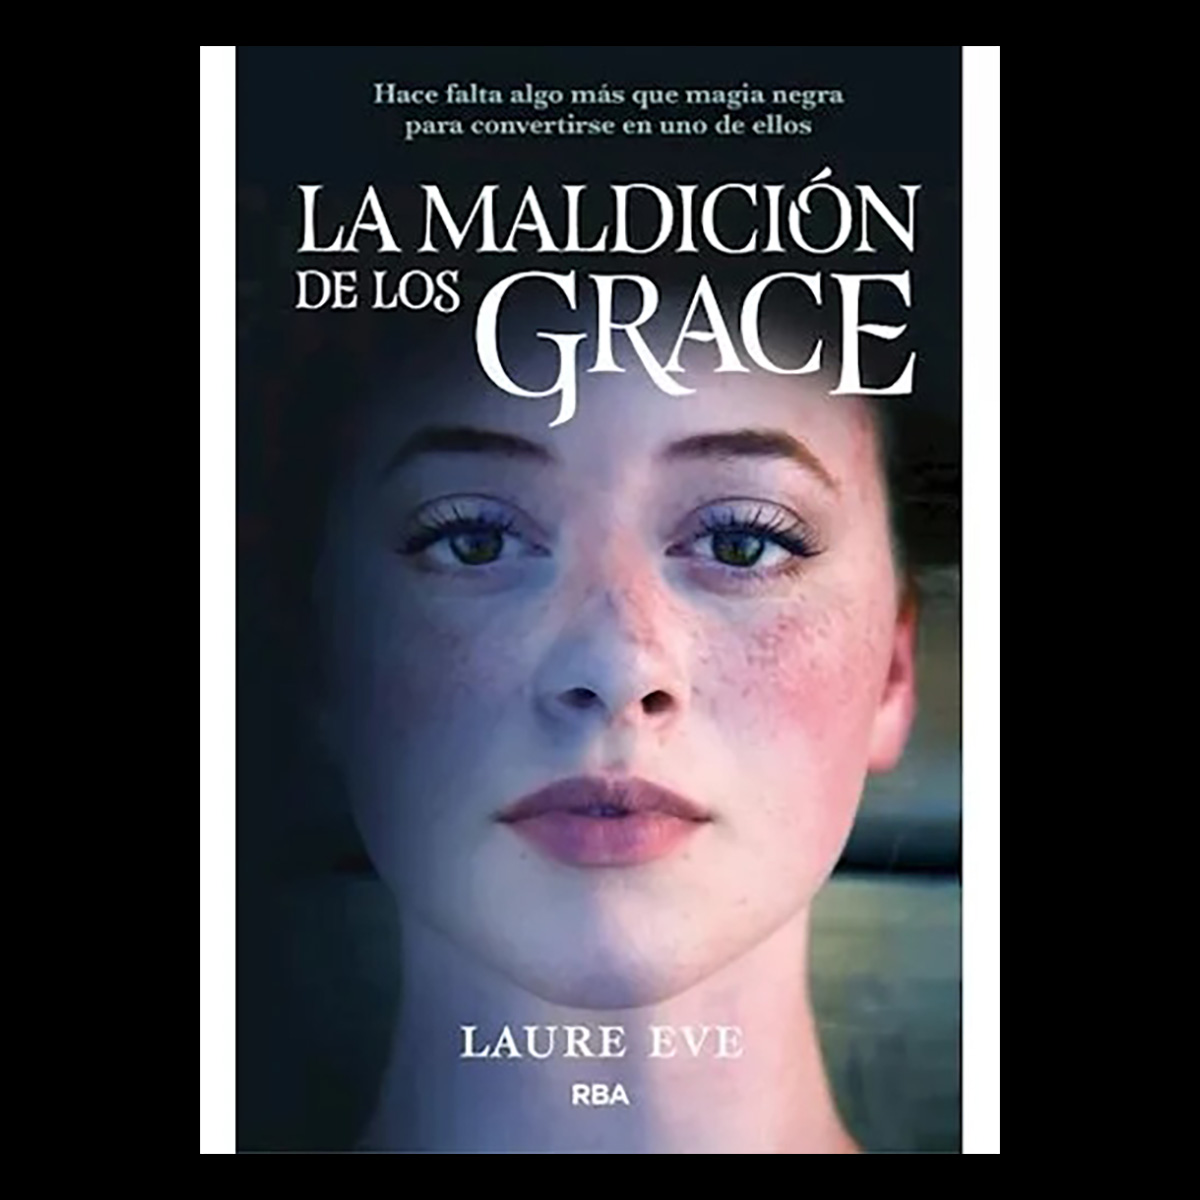 Hace falta algo más que magia negra
para convertirse en uno de ellos
LA MALDICIÓN
DE LOS GRACE
LAURE EVE
RBA